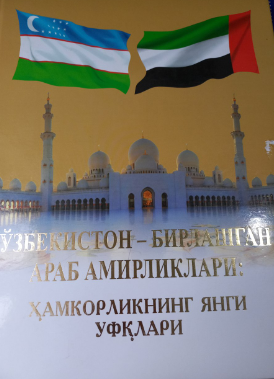 ЎЗБЕКИСТОН – БИРЛАШГАН
АРАБ АМИРЛИКЛАРИ:
ҲАМКОРЛИКНИНГ ЯНГИ
УФҚЛАРИ